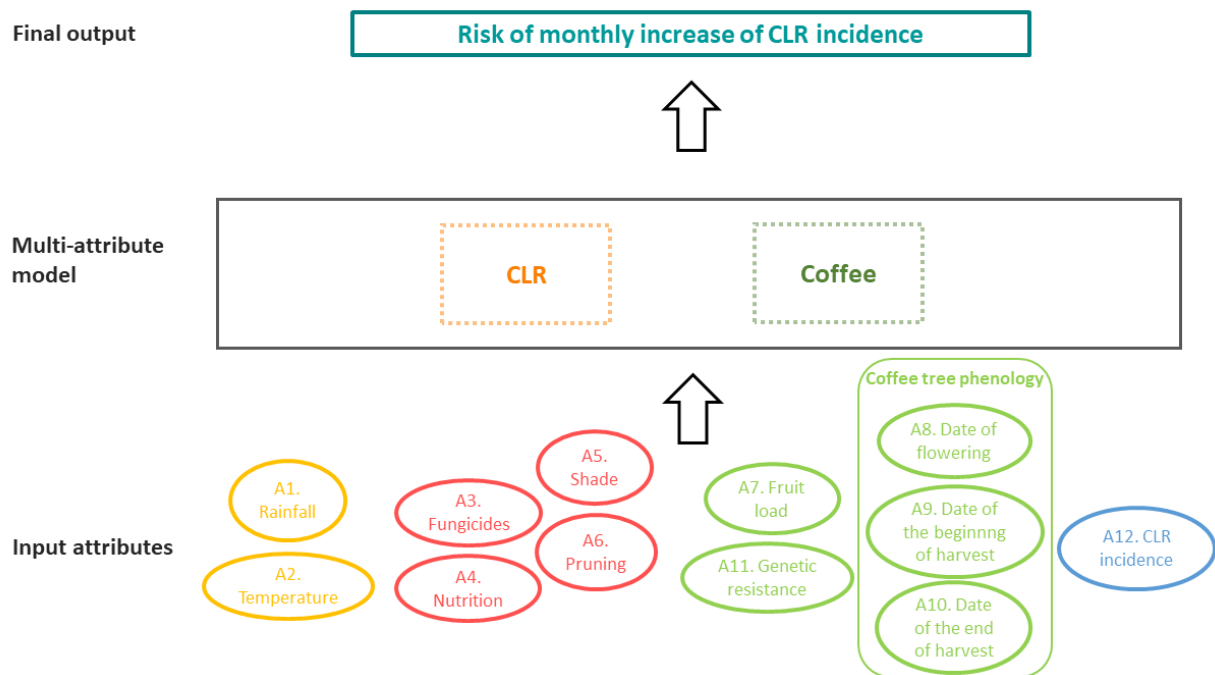 Final output
Risk of monthly increase of CLR incidence
Multi-attribute
model
CLR
Coffee
Input attributes
A1.
Rainfall
A2.
Temperature
A3.
Fungicides
A4.
Nutrition
A5.
Shade
A6.
Pruning
A7. Fruit
load
A11. Genetic
resistance
Coffee tree phenology
A8. Date of
flowering
A9. Date of
the beginnng
of harvest
A10. Date
of the end
of harvest
A12. CLR
incidence